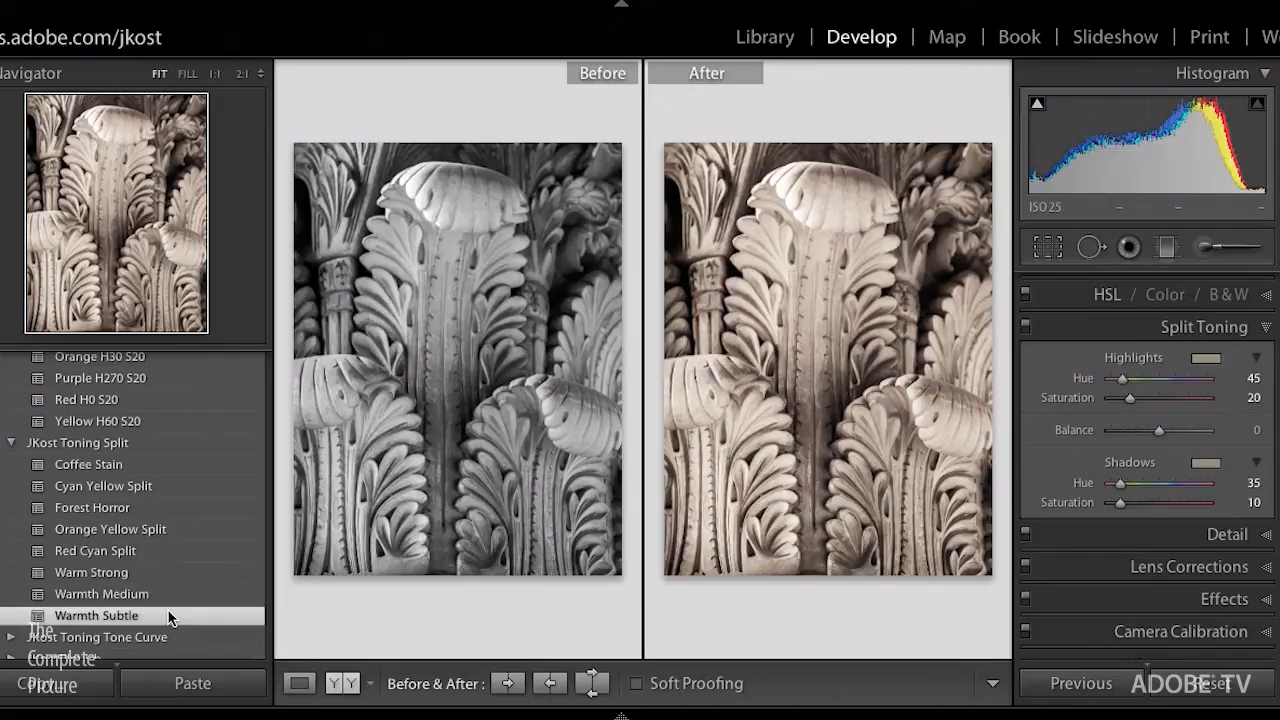 s.adobe.com/jkost
Library | Develop | Map | Book | Slideshow | Print | W
Navigator FIT FILL 1:1 2:1
Before
After
Histogram
ISO 25
Orange H30 S20
Purple H270 S20
Red H0 S20
Yellow H60 S20
JKost Toning Split
Coffee Stain
Cyan Yellow Split
Forest Horror
Orange Yellow Split
Red Cyan Split
Warm Strong
Warmth Medium
Warmth Subtle
JKost Toning Tone Curve
The
Complete
Picture
Paste
Before & After :
YY
Soft Proofing
HSL / Color / B & W
Split Toning
Highlights
Hue 45
Saturation 20
Balance 0
Shadows
Hue 35
Saturation 10
Detail
Lens Corrections
Effects
Camera Calibration
Previous
Reset
ADOBE TV